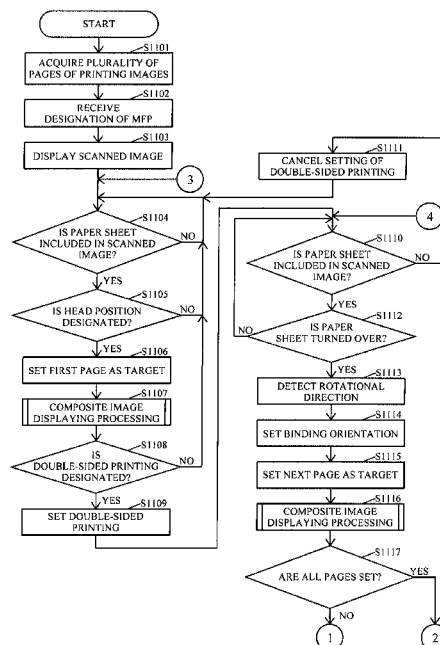 START
S1101
ACQUIRE PLURALITY OF
PAGES OF PRINTING IMAGES
S1102
RECEIVE
DESIGNATION OF MFP
S1103
DISPLAY SCANNED IMAGE
3
S1104
IS PAPER SHEET
INCLUDED IN SCANNED
IMAGE?
NO
YES
S1105
IS HEAD POSITION
DESIGNATED?
NO
YES
S1106
SET FIRST PAGE AS TARGET
S1107
COMPOSITE IMAGE
DISPLAYING PROCESSING
S1108
IS
DOUBLE-SIDED PRINTING
DESIGNATED?
NO
YES
S1109
SET DOUBLE-SIDED
PRINTING
S1111
CANCEL SETTING OF
DOUBLE-SIDED PRINTING
4
S1110
IS PAPER SHEET
INCLUDED IN SCANNED
IMAGE?
NO
YES
S1112
NO
IS PAPER
SHEET TURNED OVER?
YES
S1113
DETECT ROTATIONAL
DIRECTION
S1114
SET BINDING ORIENTATION
S1115
SET NEXT PAGE AS TARGET
S1116
COMPOSITE IMAGE
DISPLAYING PROCESSING
S1117
ARE ALL PAGES SET?
YES
NO
1
2